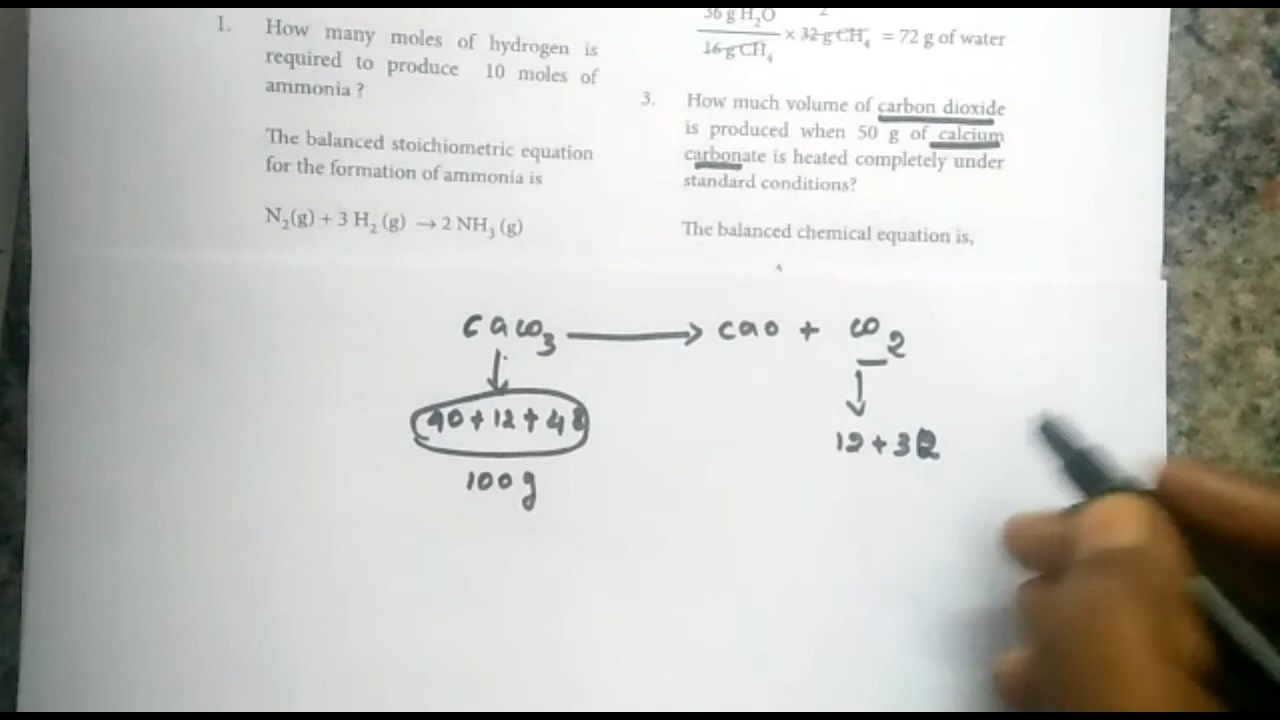 1. How many moles of hydrogen is
required to produce 10 moles of
ammonia ?
The balanced stoichiometric equation
for the formation of ammonia is
N₂(g) + 3 H₂ (g) → 2 NH₃ (g)
36 g H₂O
16 g CH₄ × 32 g CH₄ = 72 g of water
2
3. How much volume of carbon dioxide
is produced when 50 g of calcium
carbonate is heated completely under
standard conditions?
The balanced chemical equation is,
CaCO₃ → CaO + CO₂
40 + 12 + 48
12 + 32
100 g